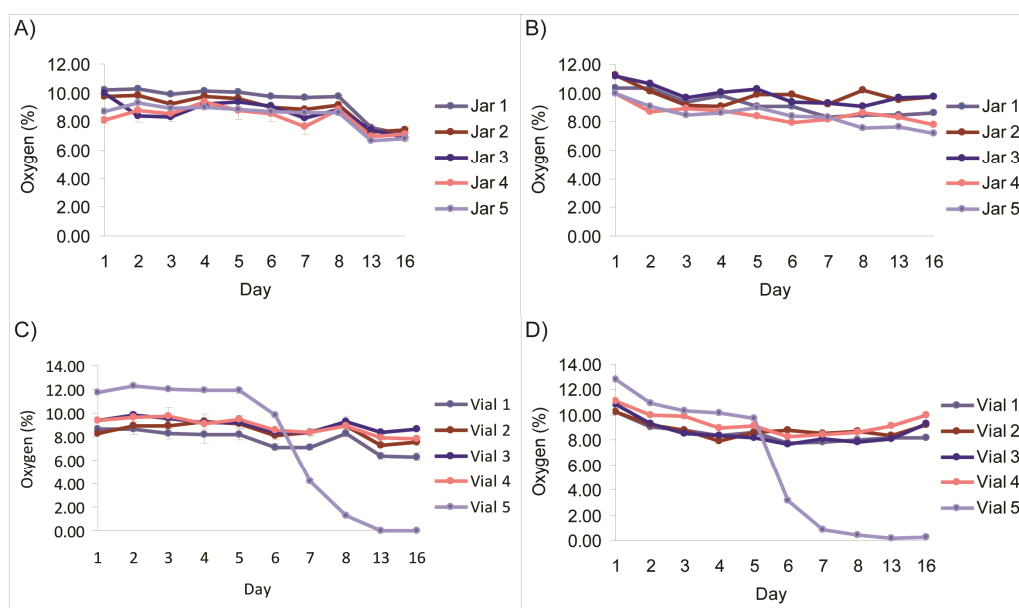 A)
12.00
10.00
8.00
6.00
4.00
2.00
0.00
Oxygen (%)
1 2 3 4 5 6 7 8 13 16
Day
Jar 1
Jar 2
Jar 3
Jar 4
Jar 5
B)
12.00
10.00
8.00
6.00
4.00
2.00
0.00
Oxygen (%)
1 2 3 4 5 6 7 8 13 16
Day
Jar 1
Jar 2
Jar 3
Jar 4
Jar 5
C)
14.00
12.00
10.00
8.00
6.00
4.00
2.00
0.00
Oxygen (%)
1 2 3 4 5 6 7 8 13 16
Day
Vial 1
Vial 2
Vial 3
Vial 4
Vial 5
D)
14.00
12.00
10.00
8.00
6.00
4.00
2.00
0.00
Oxygen (%)
1 2 3 4 5 6 7 8 13 16
Day
Vial 1
Vial 2
Vial 3
Vial 4
Vial 5